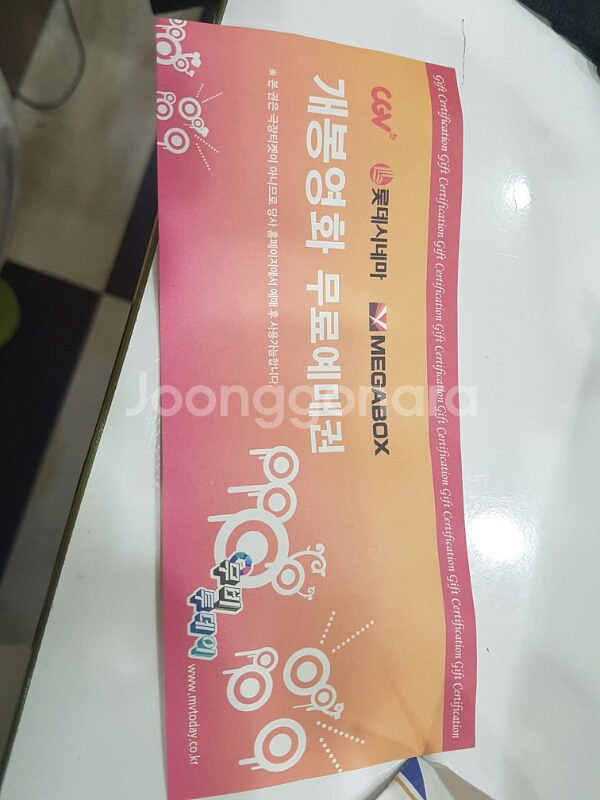 Gift Certification Gift Certification Gift Certification Gift Certification Gift Certification Gift Certification Gift Certification
CGV 롯데시네마 MEGABOX
개봉영화 무료예매권
※ 본 권은 극장티켓이 아니므로 당사 홈페이지에서 예매 후 사용가능합니다.
무비
투데이
www.mvtoday.co.kr
Joonggonara